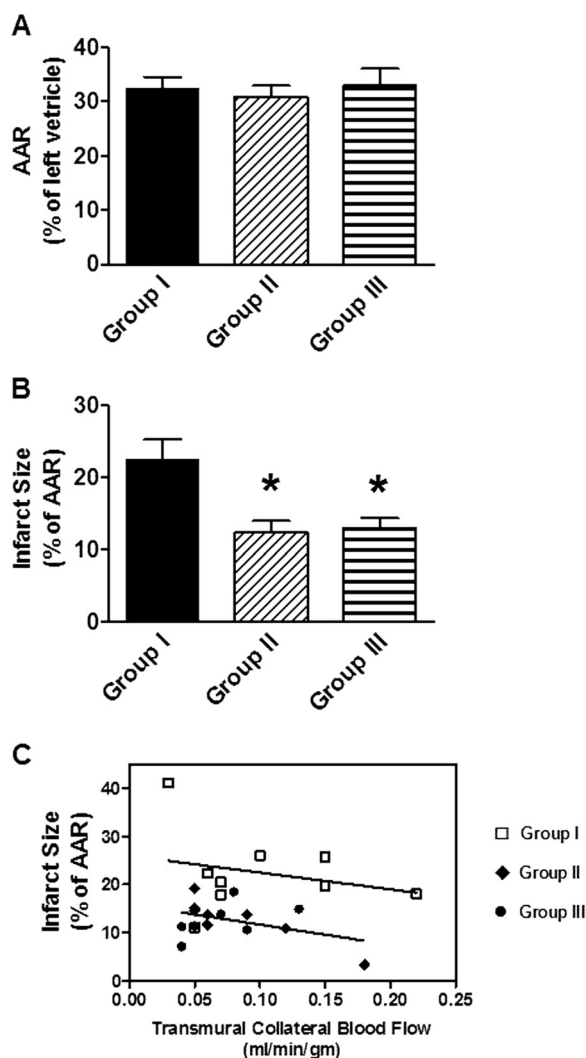 A
AAR
(% of left vetricle)
40
30
20
10
0
Group I
Group II
Group III
B
Infarct Size
(% of AAR)
30
20
10
0
*
*
Group I
Group II
Group III
C
Infarct Size
(% of AAR)
40
30
20
10
0
0.00 0.05 0.10 0.15 0.20 0.25
Transmural Collateral Blood Flow
(ml/min/gm)
Group I
Group II
Group III